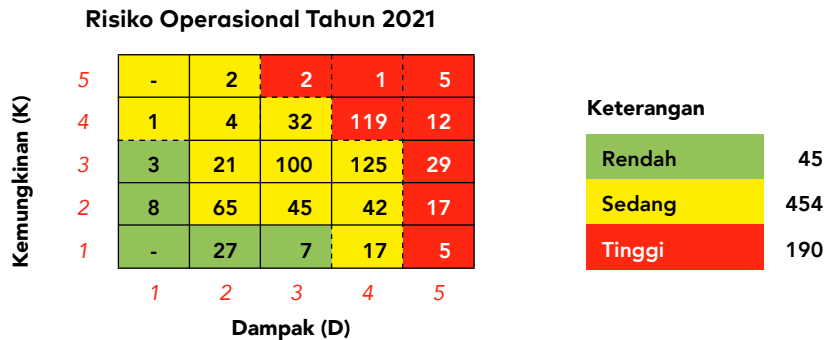 Risiko Operasional Tahun 2021
Kemungkinan (K)
5 - 2 2 1 5
4 1 4 32 119 12
3 3 21 100 125 29
2 8 65 45 42 17
1 - 27 7 17 5
1 2 3 4 5
Dampak (D)
Keterangan
Rendah 45
Sedang 454
Tinggi 190